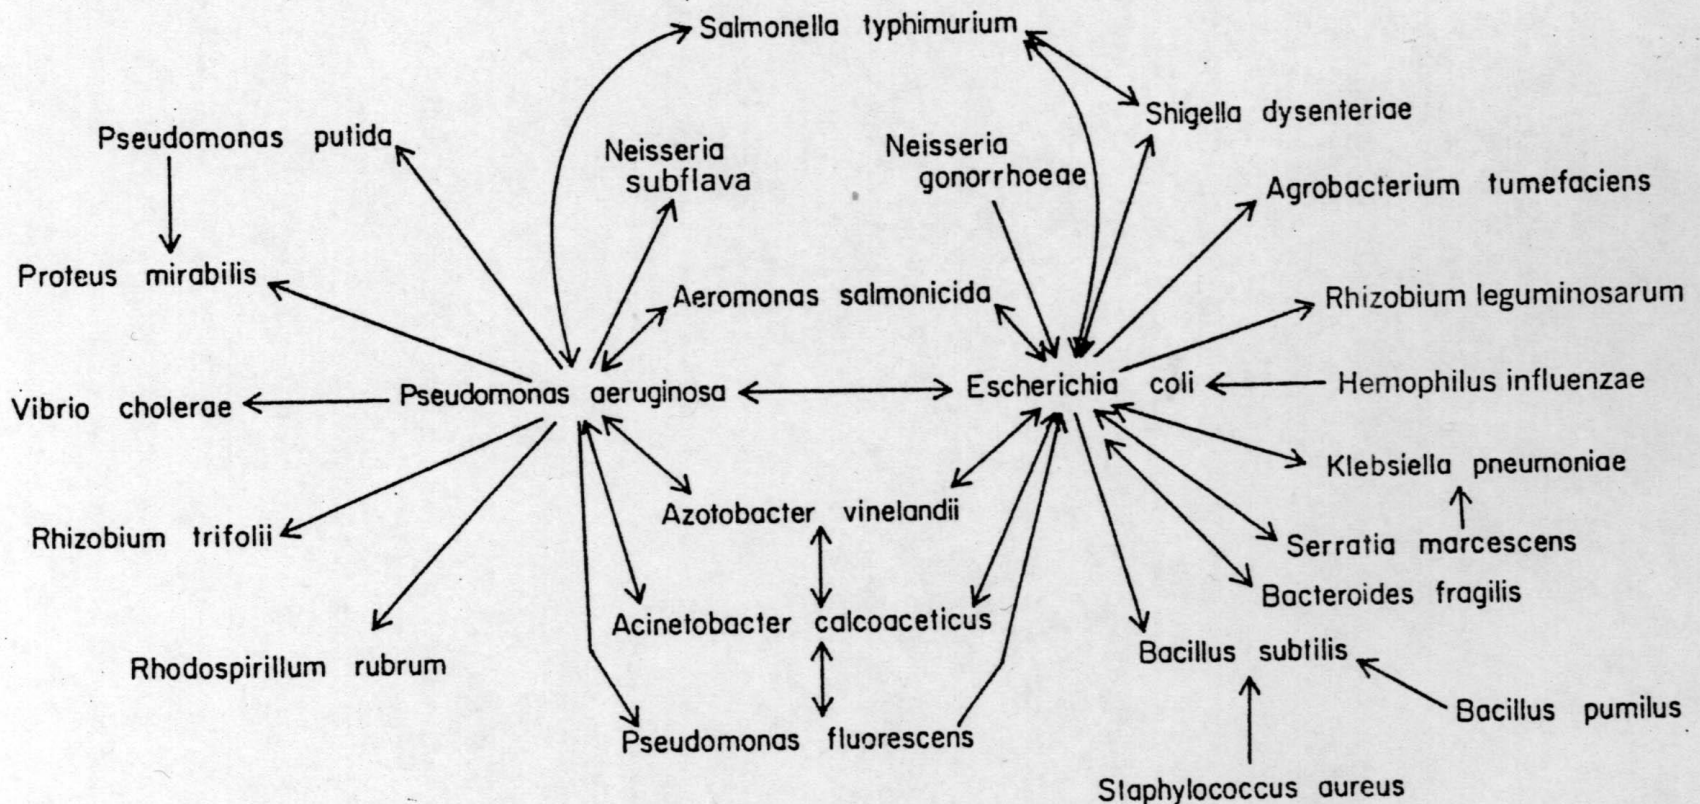 Salmonella typhimurium
Shigella dysenteriae
Pseudomonas putida
Neisseria
subflava
Neisseria
gonorrhoeae
Agrobacterium tumefaciens
Proteus mirabilis
Aeromonas salmonicida
Rhizobium leguminosarum
Vibrio cholerae
Pseudomonas aeruginosa
Escherichia coli
Hemophilus influenzae
Klebsiella pneumoniae
Azotobacter vinelandii
Rhizobium trifolii
Serratia marcescens
Bacteroides fragilis
Acinetobacter calcoaceticus
Bacillus subtilis
Rhodospirillum rubrum
Bacillus pumilus
Pseudomonas fluorescens
Staphylococcus aureus